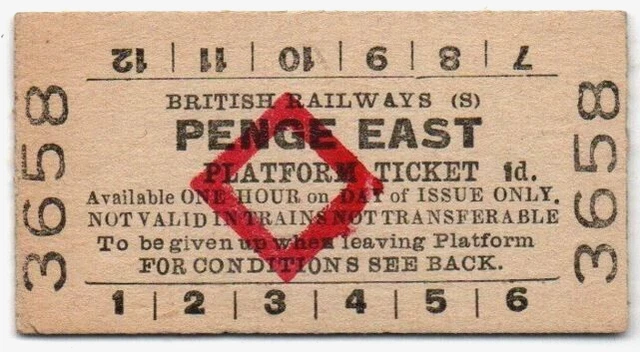 12 | 11 | 10 | 9 | 8 | 7
3658
BRITISH RAILWAYS (S)
PENGE EAST
PLATFORM TICKET 1d.
Available ONE HOUR on DAY of ISSUE ONLY.
NOT VALID IN TRAINS NOT TRANSFERABLE
To be given up when leaving Platform
FOR CONDITIONS SEE BACK.
3658
1 | 2 | 3 | 4 | 5 | 6